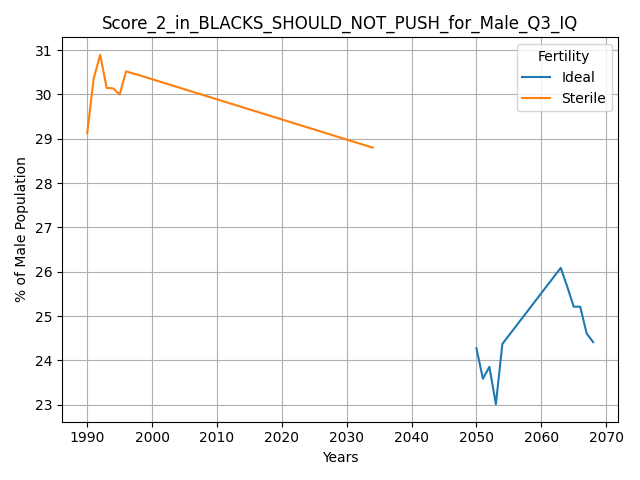 Score_2_in_BLACKS_SHOULD_NOT_PUSH_for_Male_Q3_IQ
Fertility
Ideal
Sterile
% of Male Population
31
30
29
28
27
26
25
24
23
1990 2000 2010 2020 2030 2040 2050 2060 2070
Years